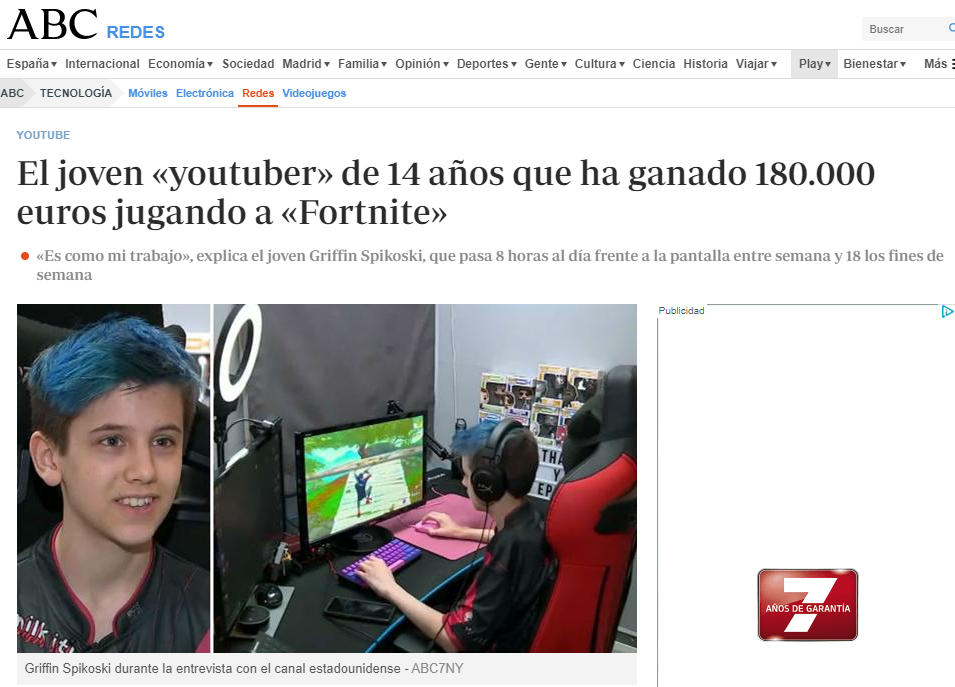 ABC REDES
Buscar
España Internacional Economía Sociedad Madrid Familia Opinión Deportes Gente Cultura Ciencia Historia Viajar Play Bienestar Más
ABC TECNOLOGÍA Móviles Electrónica Redes Videojuegos
YOUTUBE
El joven «youtuber» de 14 años que ha ganado 180.000
euros jugando a «Fortnite»
«Es como mi trabajo», explica el joven Griffin Spikoski, que pasa 8 horas al día frente a la pantalla entre semana y 18 los fines de
semana
Publicidad
TH
Y
EP
7
AÑOS DE GARANTÍA
Griffin Spikoski durante la entrevista con el canal estadounidense - ABC7NY